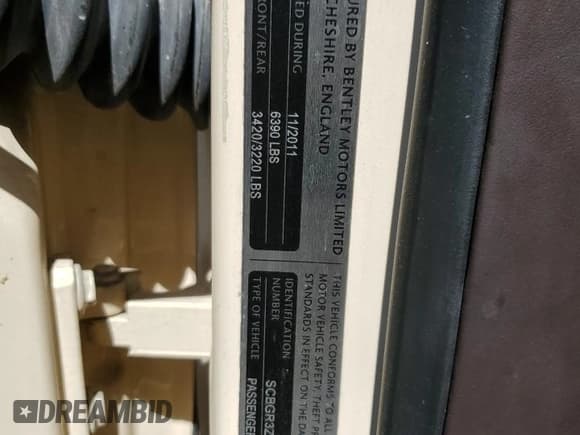 URED BY BENTLEY MOTORS LIMITED
CHESHIRE, ENGLAND
ED DURING 11/2011
6390 LBS
FRONT/REAR 3420/3220 LBS
THIS VEHICLE CONFORMS TO ALL
MOTOR VEHICLE SAFETY, THEFT
STANDARDS IN EFFECT ON THE
IDENTIFICATION
NUMBER SCBGR3Z
TYPE OF VEHICLE PASSENGE
DREAMBID